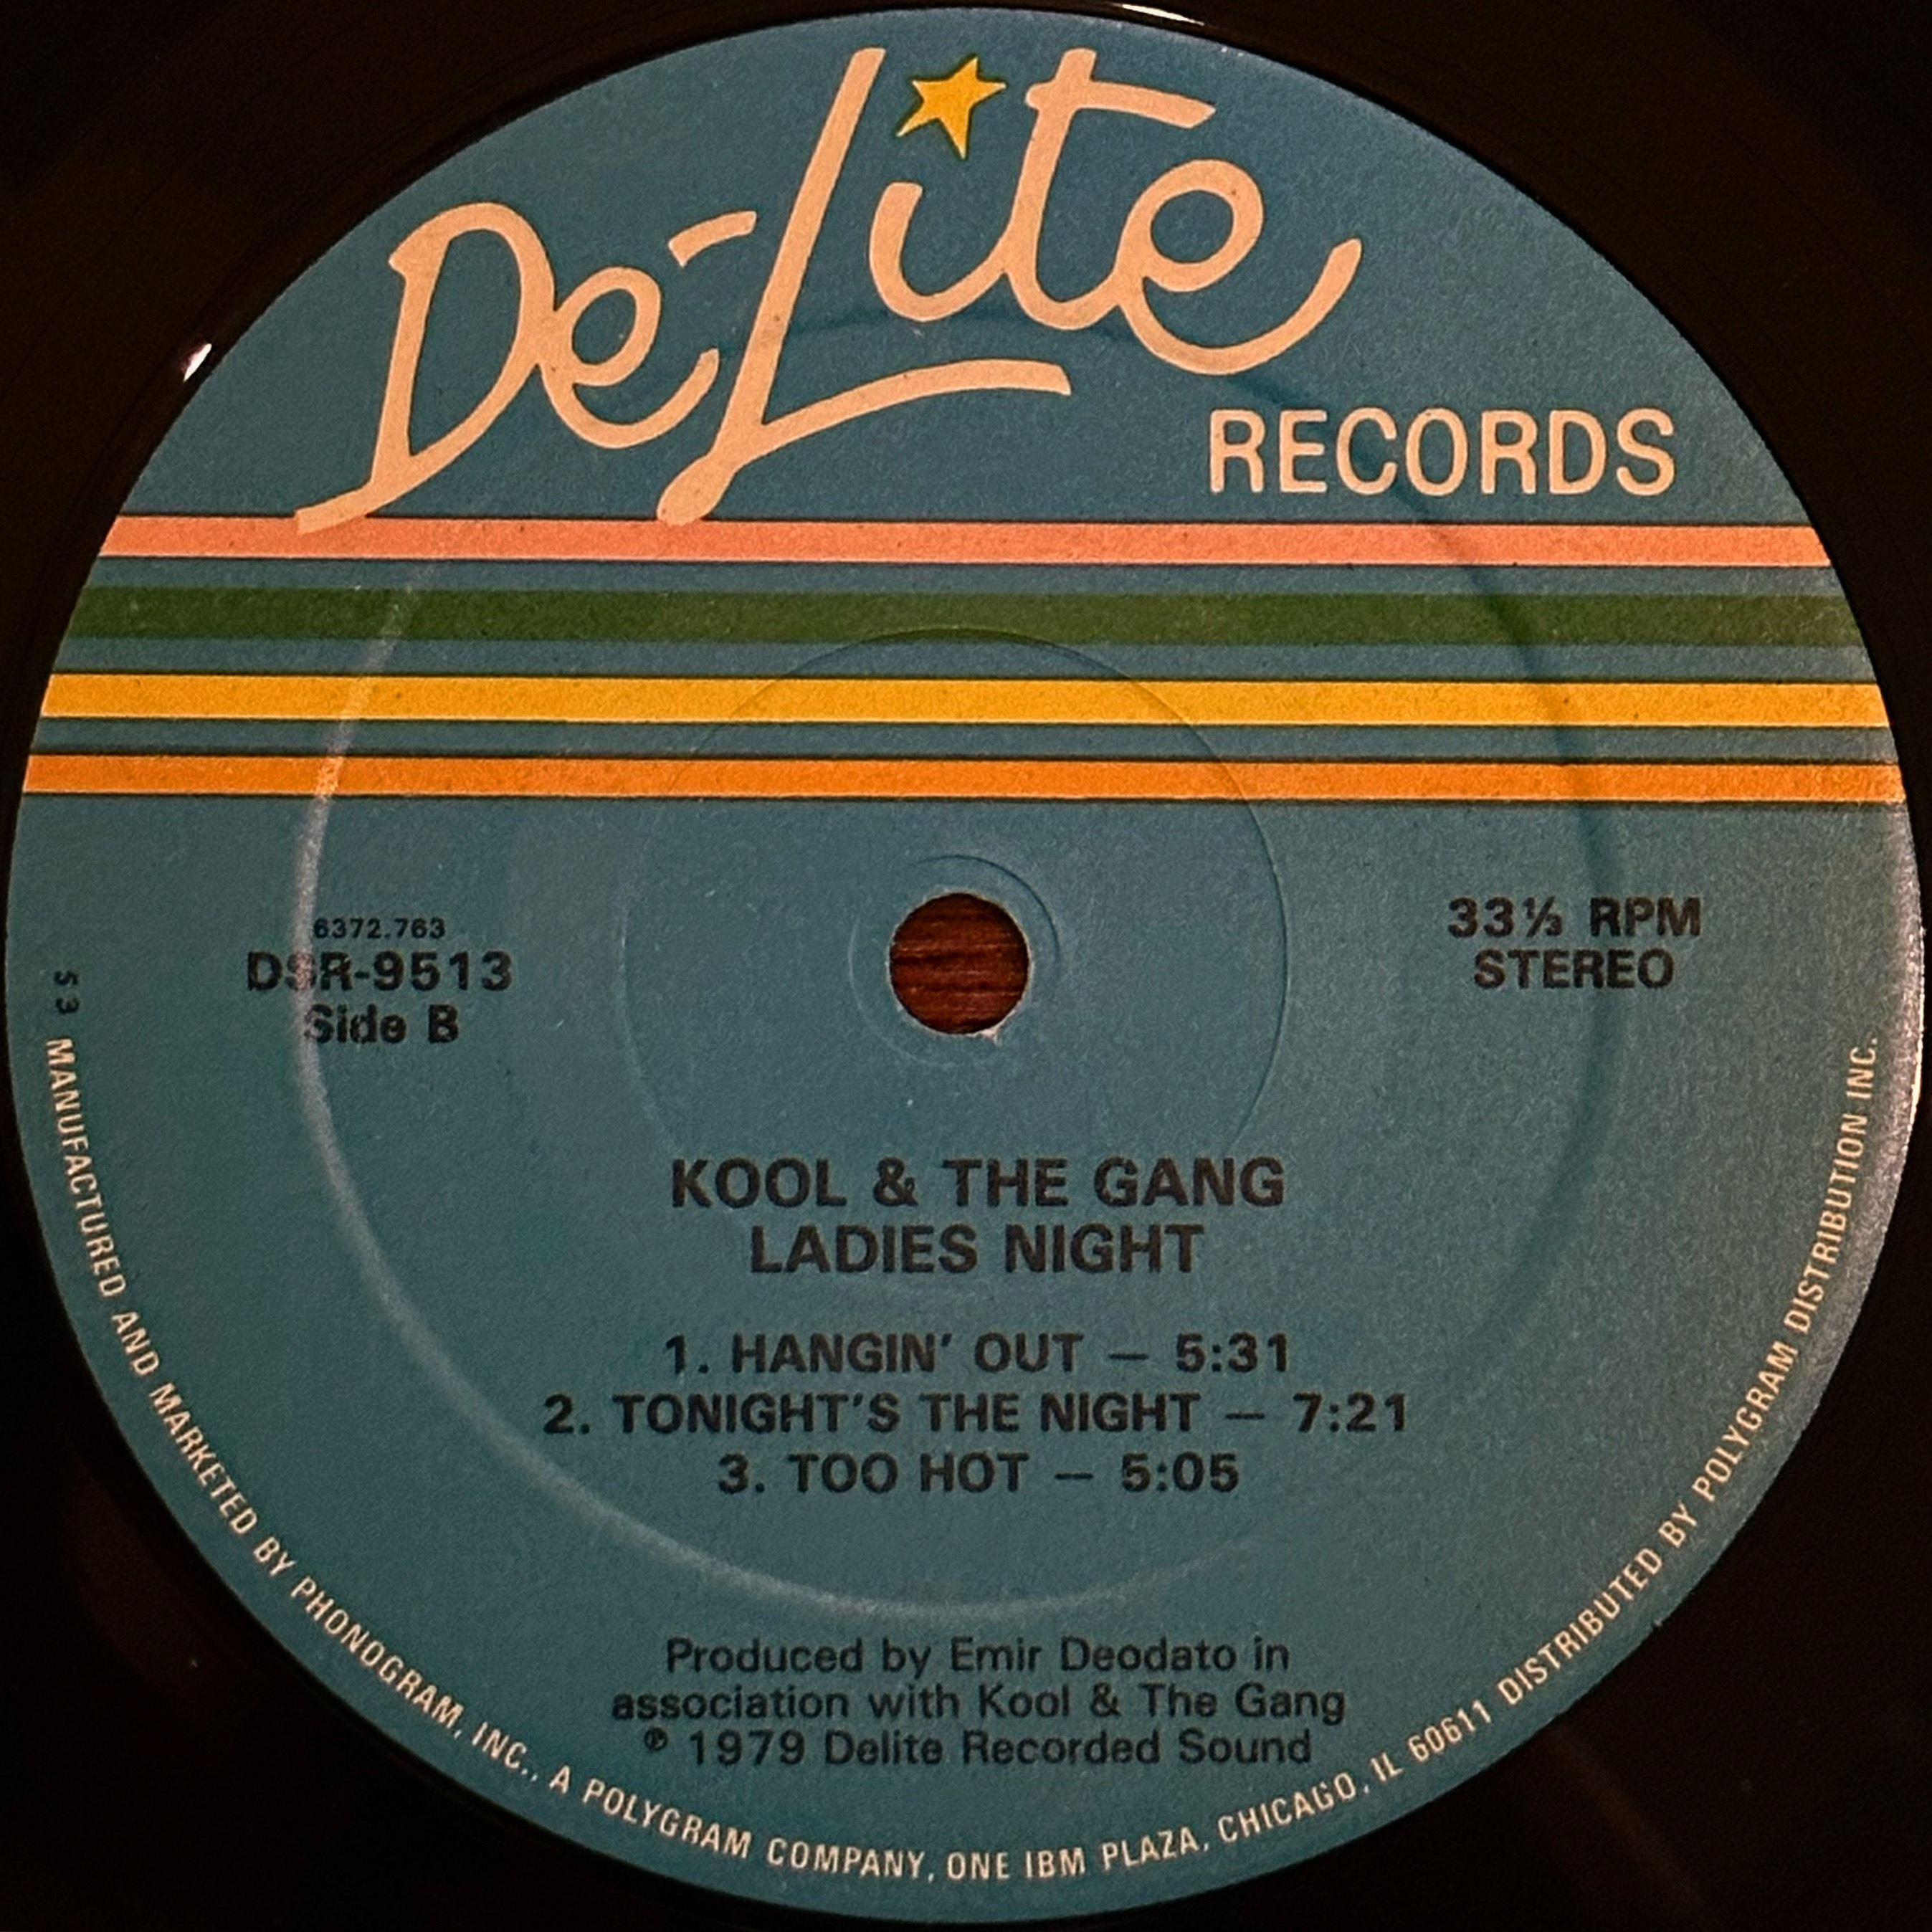 De-Lite
RECORDS
6372.763
DSR-9513
Side B
33⅓ RPM
STEREO
KOOL & THE GANG
LADIES NIGHT
1. HANGIN' OUT — 5:31
2. TONIGHT'S THE NIGHT — 7:21
3. TOO HOT — 5:05
Produced by Emir Deodato in
association with Kool & The Gang
℗ 1979 Delite Recorded Sound
53 MANUFACTURED AND MARKETED BY PHONOGRAM, INC., A POLYGRAM COMPANY, ONE IBM PLAZA, CHICAGO, IL 60611 DISTRIBUTED BY POLYGRAM DISTRIBUTION INC.